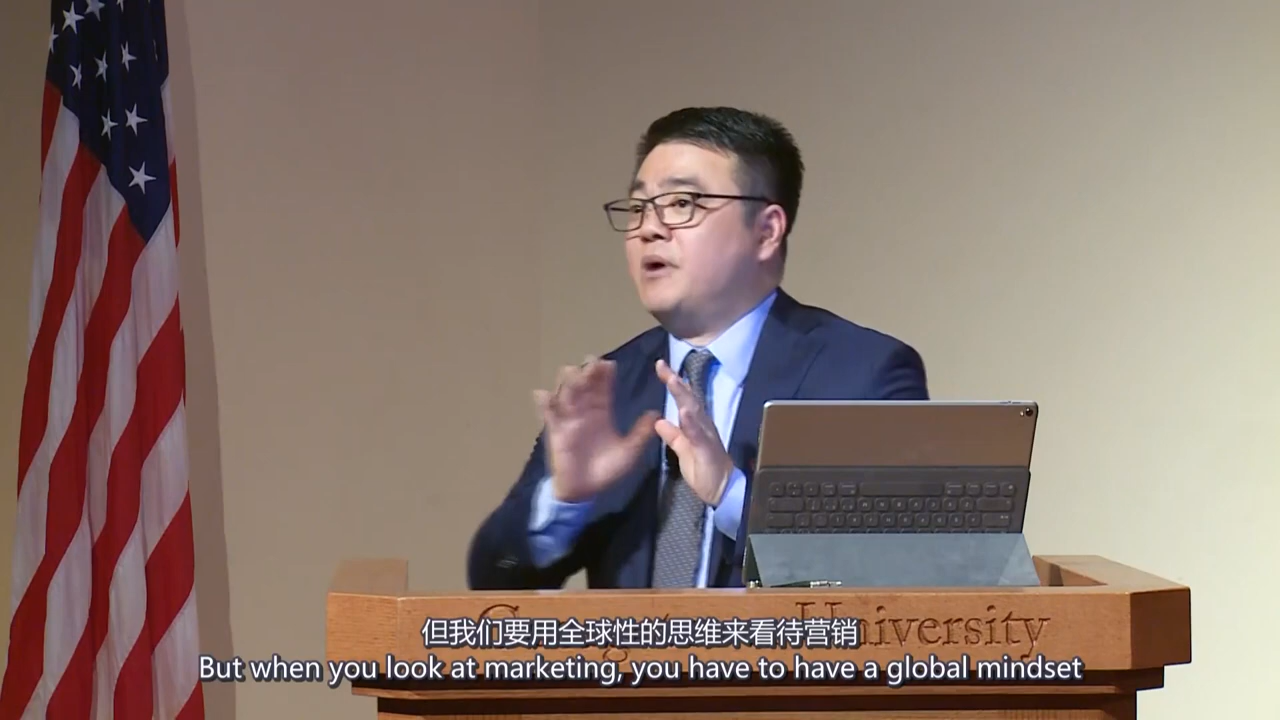 University
但我们要用全球性的思维来看待营销
But when you look at marketing, you have to have a global mindset